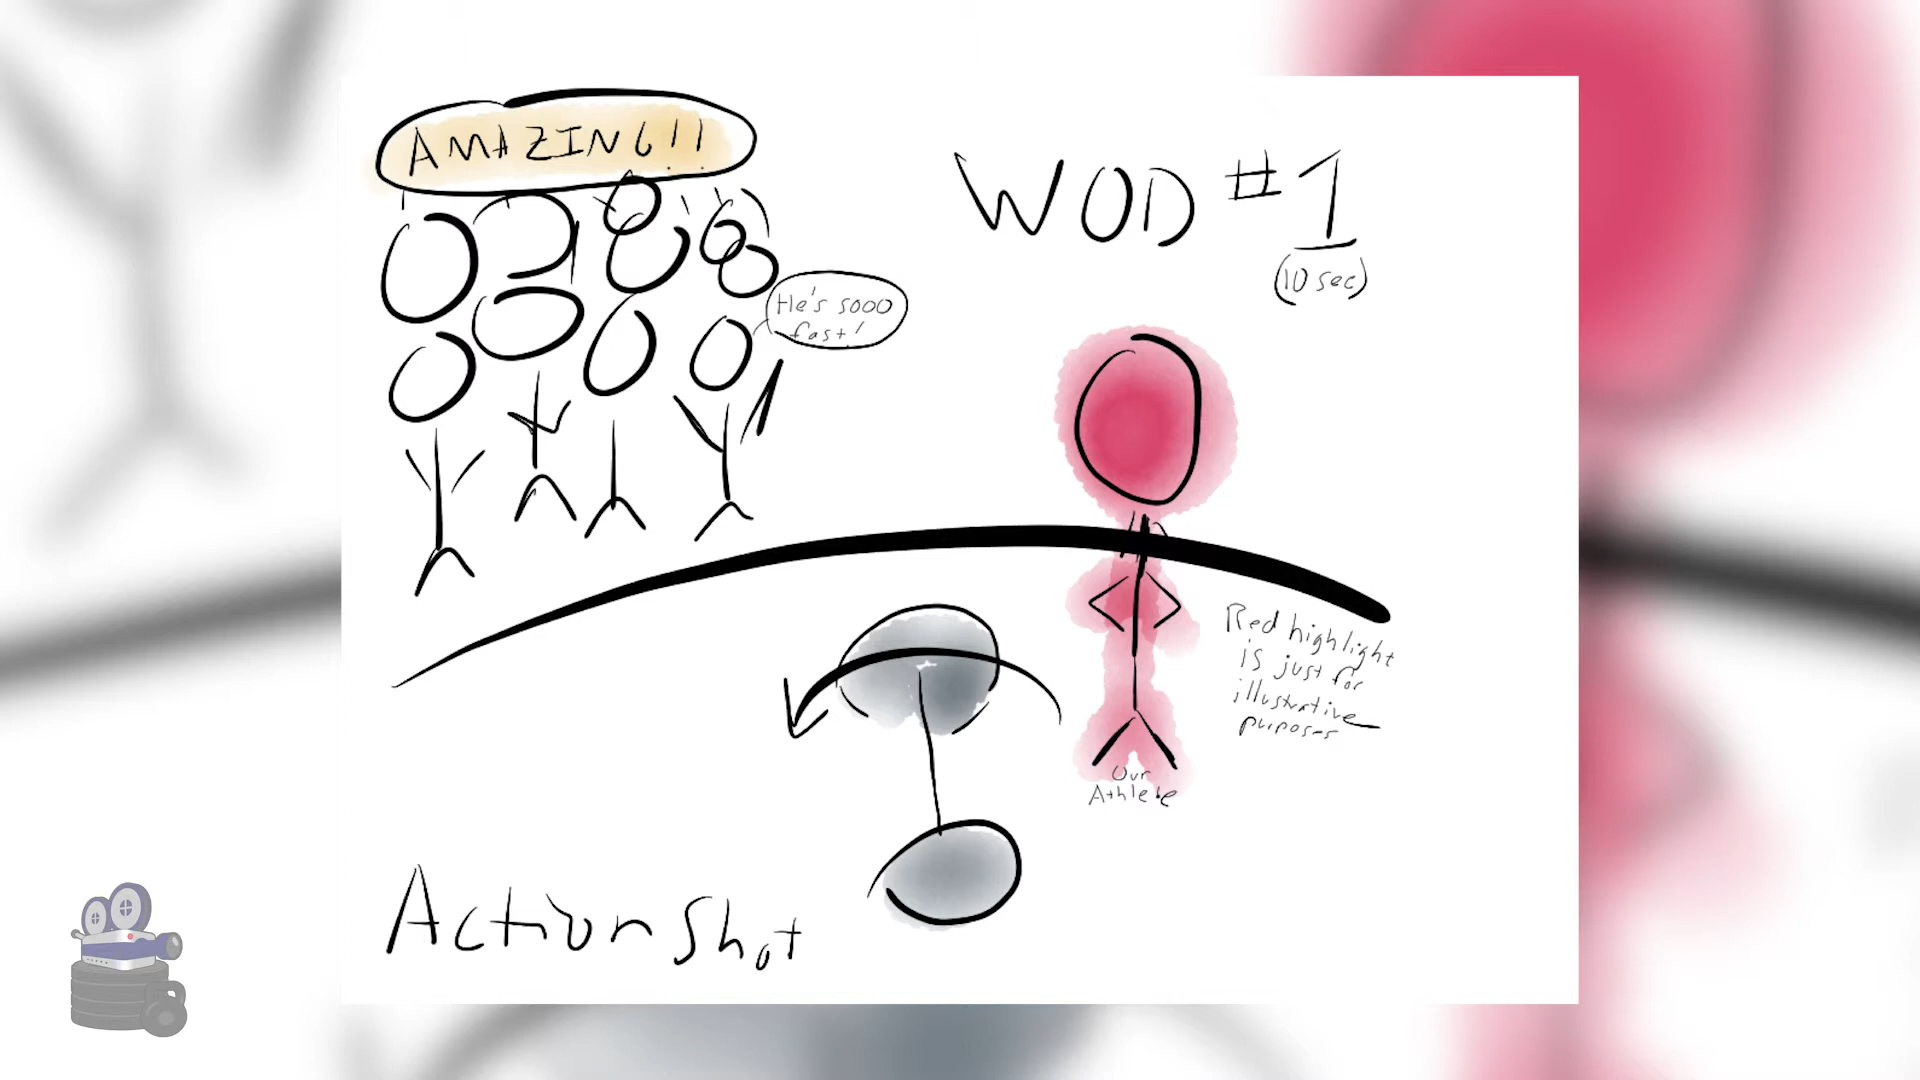 AMAZING!!
WOD #1
(10 sec)
He's sooo
fast!
Red highlight
is just for
illustrative
purposes
Our
Athlete
Action Shot